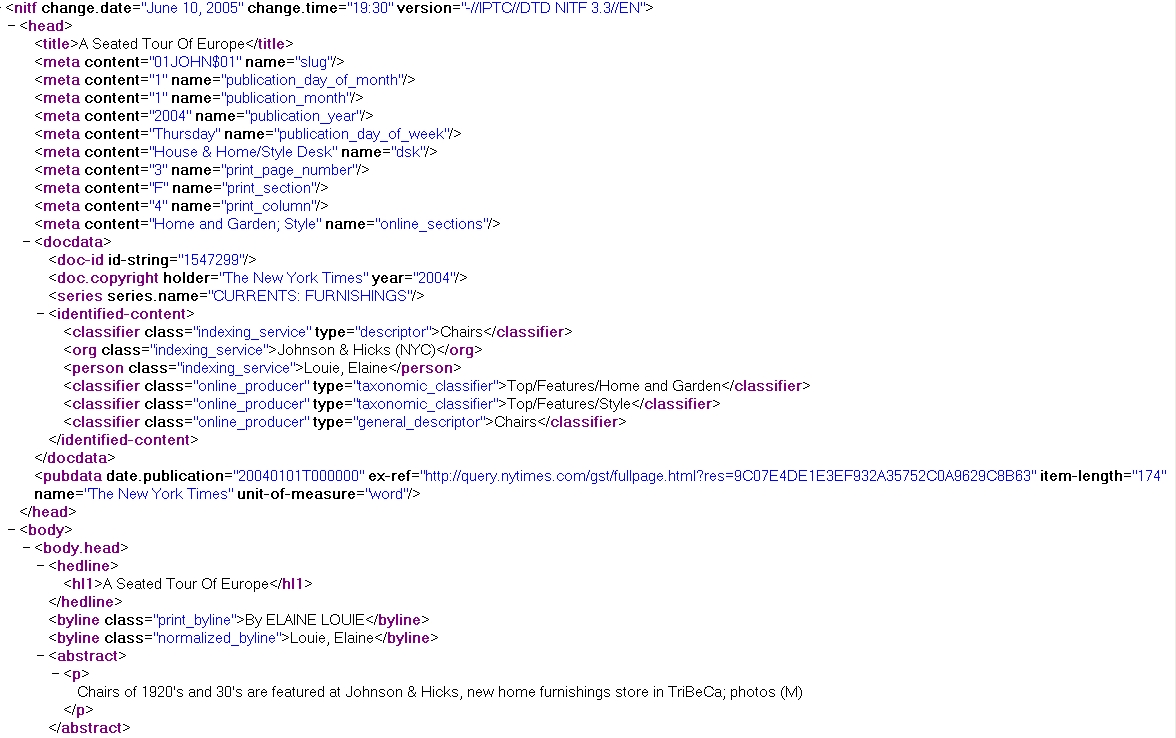 <nitf change.date="June 10, 2005" change.time="19:30" version="-//IPTC//DTD NITF 3.3//EN">
– <head>
<title>A Seated Tour Of Europe</title>
<meta content="01JOHN$01" name="slug"/>
<meta content="1" name="publication_day_of_month"/>
<meta content="1" name="publication_month"/>
<meta content="2004" name="publication_year"/>
<meta content="Thursday" name="publication_day_of_week"/>
<meta content="House & Home/Style Desk" name="dsk"/>
<meta content="3" name="print_page_number"/>
<meta content="F" name="print_section"/>
<meta content="4" name="print_column"/>
<meta content="Home and Garden; Style" name="online_sections"/>
– <docdata>
<doc-id id-string="1547299"/>
<doc.copyright holder="The New York Times" year="2004"/>
<series series.name="CURRENTS: FURNISHINGS"/>
– <identified-content>
<classifier class="indexing_service" type="descriptor">Chairs</classifier>
<org class="indexing_service">Johnson & Hicks (NYC)</org>
<person class="indexing_service">Louie, Elaine</person>
<classifier class="online_producer" type="taxonomic_classifier">Top/Features/Home and Garden</classifier>
<classifier class="online_producer" type="taxonomic_classifier">Top/Features/Style</classifier>
<classifier class="online_producer" type="general_descriptor">Chairs</classifier>
</identified-content>
</docdata>
<pubdata date.publication="20040101T000000" ex-ref="http://query.nytimes.com/gst/fullpage.html?res=9C07E4DE1E3EF932A35752C0A9629C8B63" item-length="174"
name="The New York Times" unit-of-measure="word"/>
</head>
– <body>
– <body.head>
– <hedline>
<hl1>A Seated Tour Of Europe</hl1>
</hedline>
<byline class="print_byline">By ELAINE LOUIE</byline>
<byline class="normalized_byline">Louie, Elaine</byline>
– <abstract>
– <p>
Chairs of 1920's and 30's are featured at Johnson & Hicks, new home furnishings store in TriBeCa; photos (M)
</p>
</abstract>